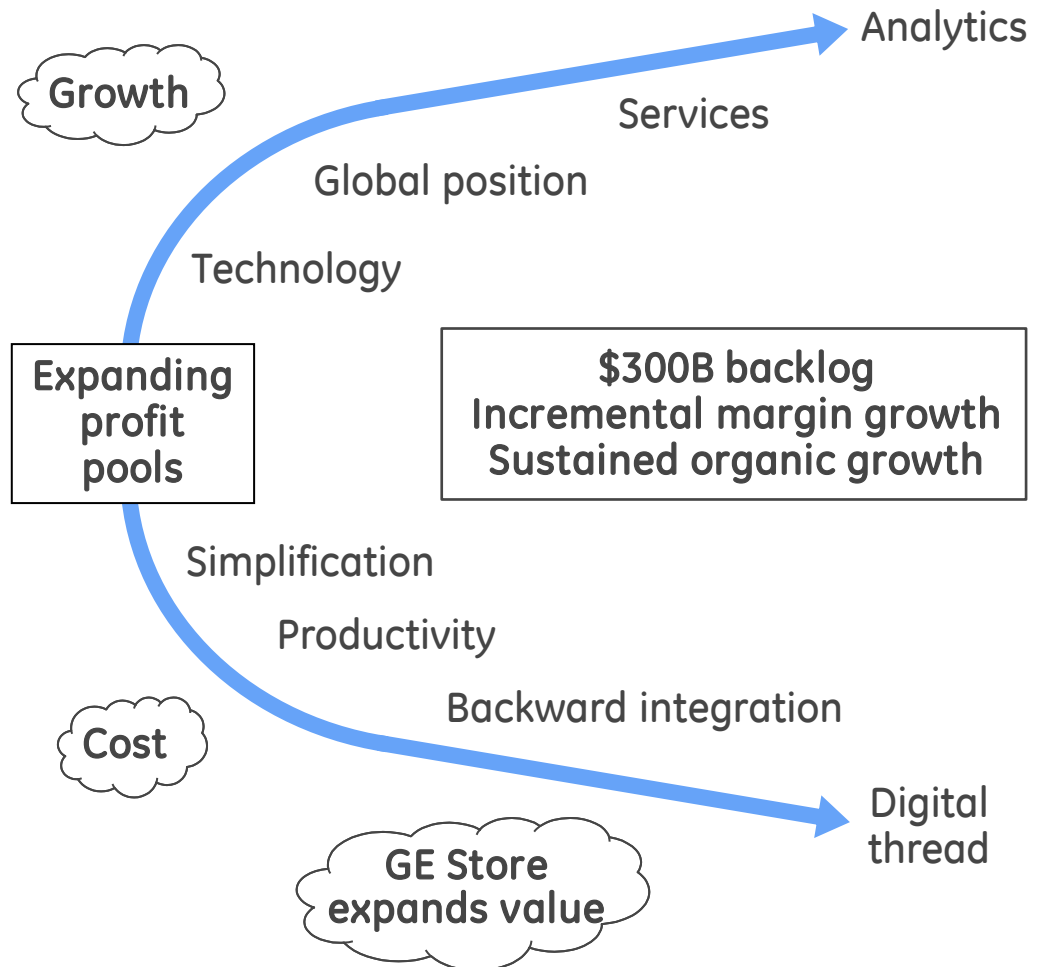 Analytics
Growth
Services
Global position
Technology
Expanding
profit
pools
$300B backlog
Incremental margin growth
Sustained organic growth
Simplification
Productivity
Backward integration
Cost
Digital
thread
GE Store
expands value